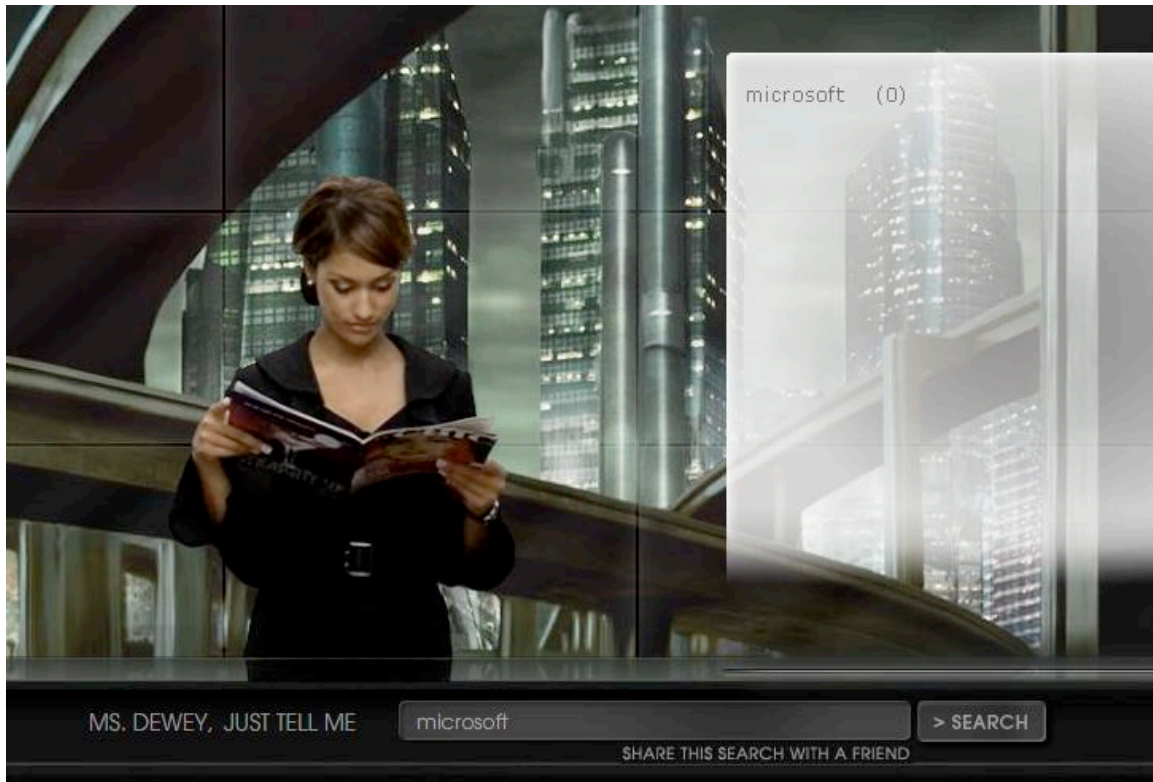 microsoft (0)
MS. DEWEY, JUST TELL ME
microsoft
> SEARCH
SHARE THIS SEARCH WITH A FRIEND